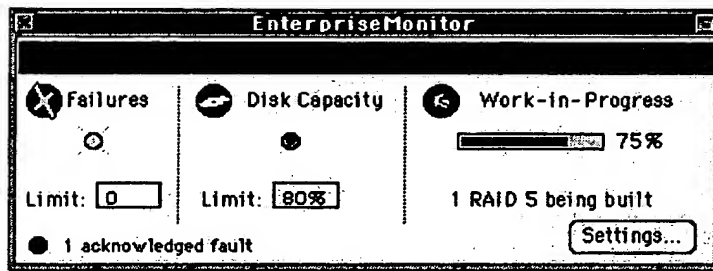 EnterpriseMonitor
Failures
Disk Capacity
Work-in-Progress
75%
Limit: 0
Limit: 80%
1 RAID 5 being built
1 acknowledged fault
Settings...